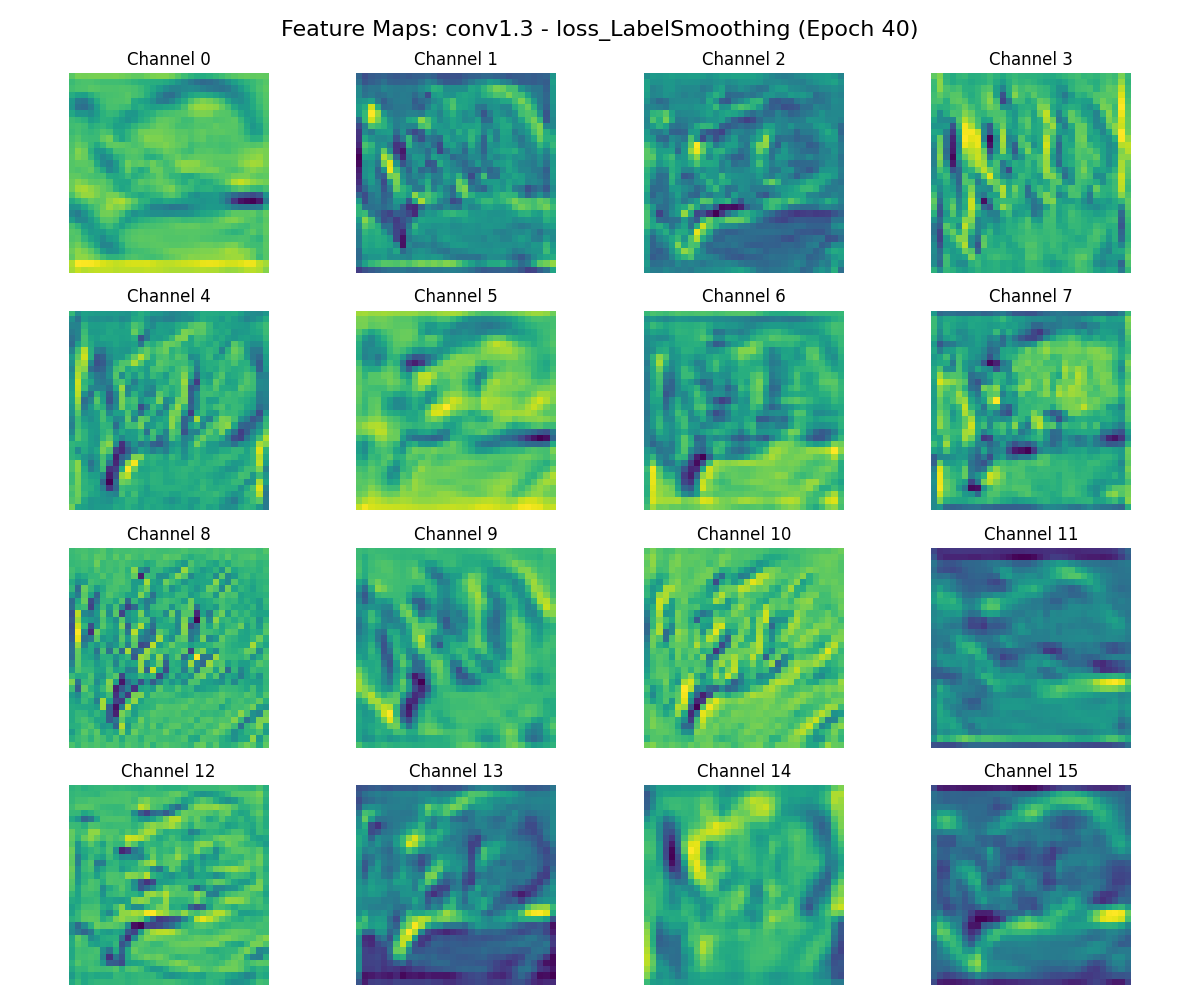 Feature Maps: conv1.3 - loss_LabelSmoothing (Epoch 40)
Channel 0
Channel 1
Channel 2
Channel 3
Channel 4
Channel 5
Channel 6
Channel 7
Channel 8
Channel 9
Channel 10
Channel 11
Channel 12
Channel 13
Channel 14
Channel 15